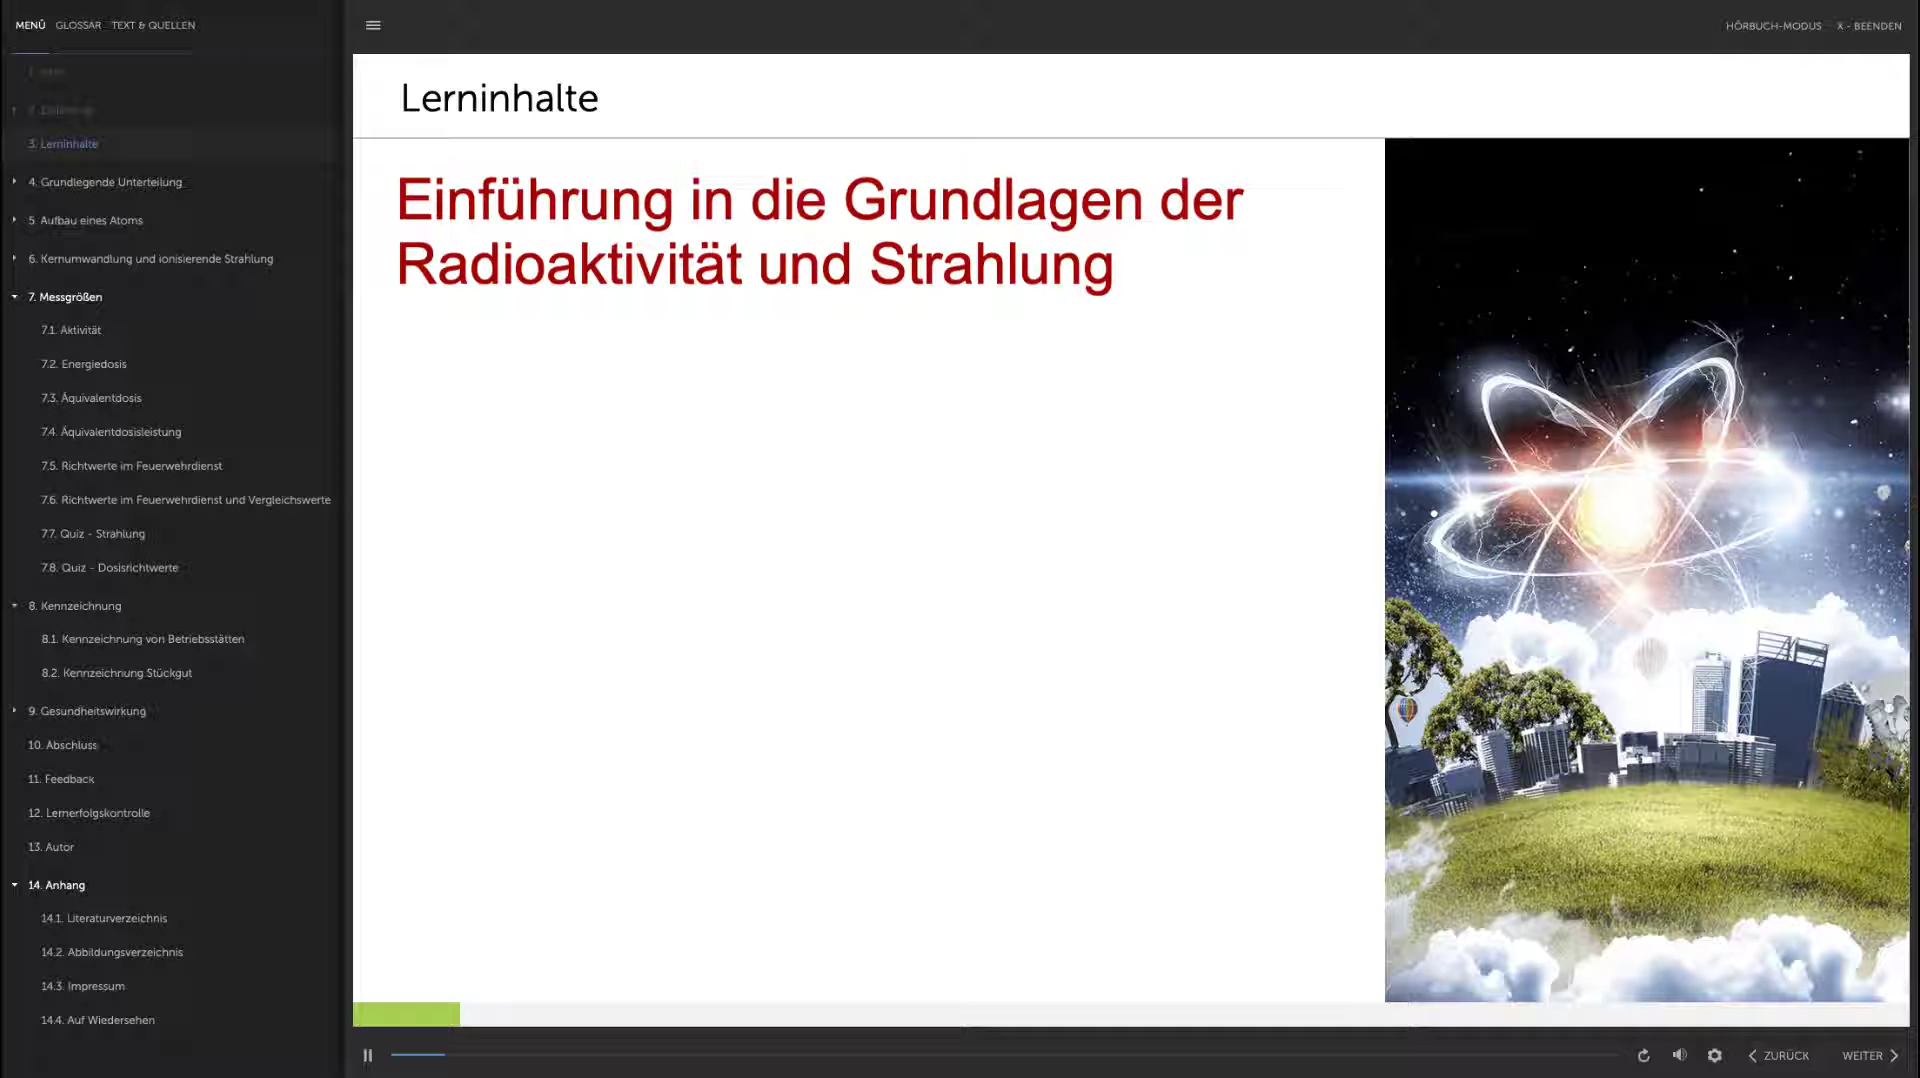 MENÜ GLOSSAR TEXT & QUELLEN
HÖRBUCH-MODUS X - BEENDEN
3. Lerninhalte
4. Grundlegende Unterteilung
5. Aufbau eines Atoms
6. Kernumwandlung und ionisierende Strahlung
7. Messgrößen
7.1. Aktivität
7.2. Energiedosis
7.3. Äquivalentdosis
7.4. Äquivalentdosisleistung
7.5. Richtwerte im Feuerwehrdienst
7.6. Richtwerte im Feuerwehrdienst und Vergleichswerte
7.7. Quiz - Strahlung
7.8. Quiz - Dosisrichtwerte
8. Kennzeichnung
8.1. Kennzeichnung von Betriebsstätten
8.2. Kennzeichnung Stückgut
9. Gesundheitswirkung
10. Abschluss
11. Feedback
12. Lernerfolgskontrolle
13. Autor
14. Anhang
14.1. Literaturverzeichnis
14.2. Abbildungsverzeichnis
14.3. Impressum
14.4. Auf Wiedersehen
Lerninhalte
Einführung in die Grundlagen der
Radioaktivität und Strahlung
ZURÜCK WEITER